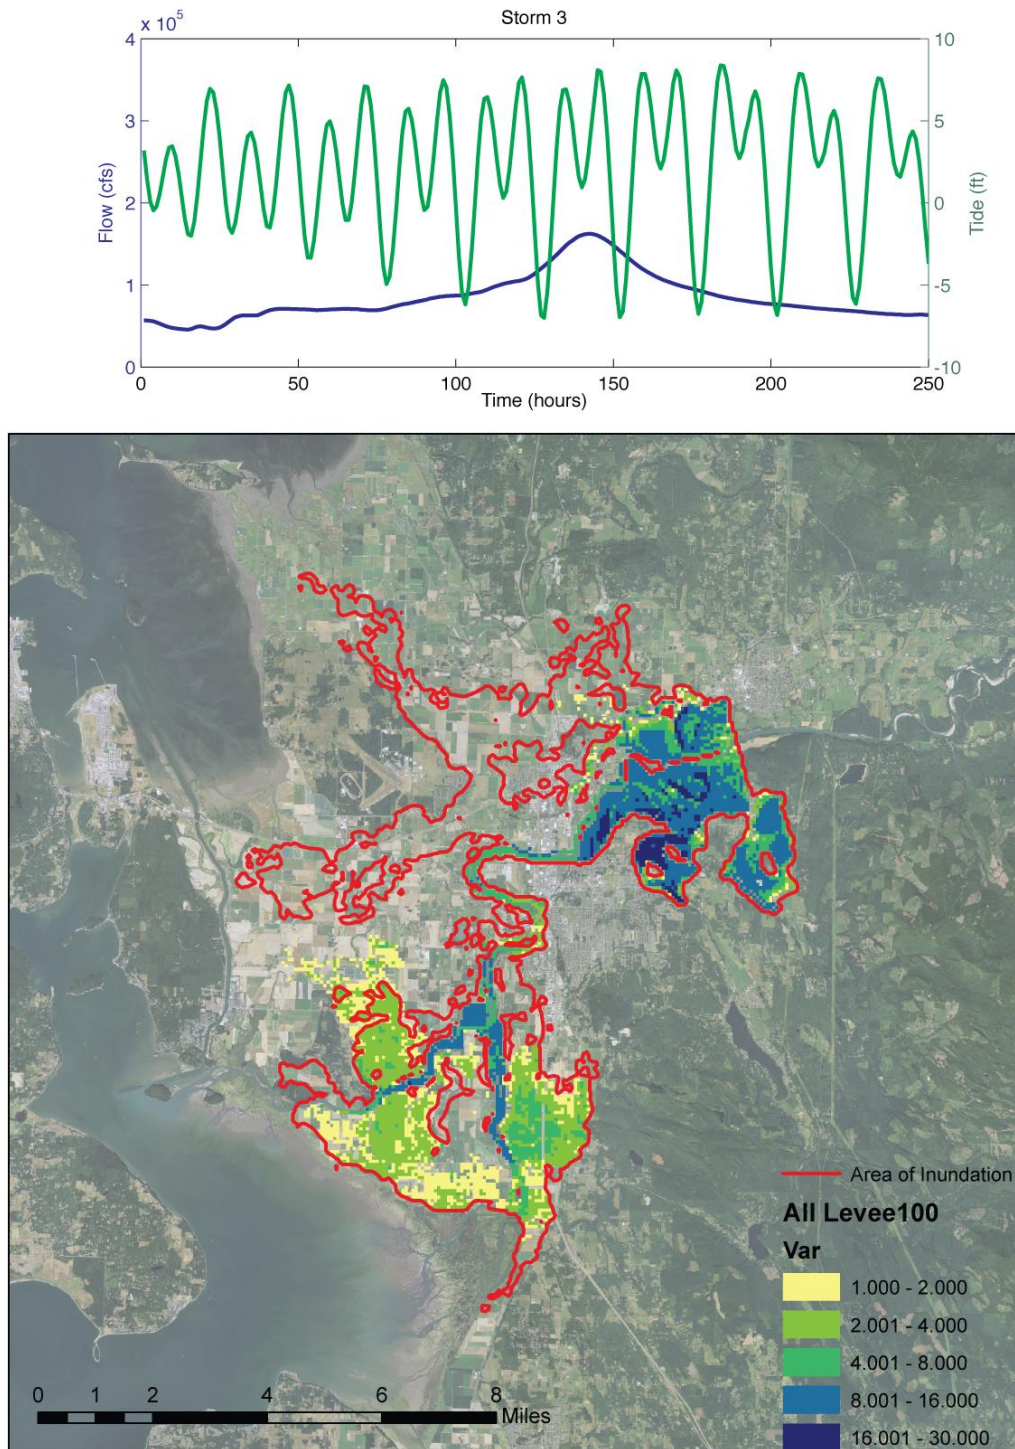 Storm 3
x 10⁵
4
3
2
1
0
Flow (cfs)
10
5
0
-5
-10
Tide (ft)
0 50 100 150 200 250
Time (hours)
Area of Inundation
All Levee100
Var
1.000 - 2.000
2.001 - 4.000
4.001 - 8.000
8.001 - 16.000
16.001 - 30.000
0 1 2 4 6 8
Miles